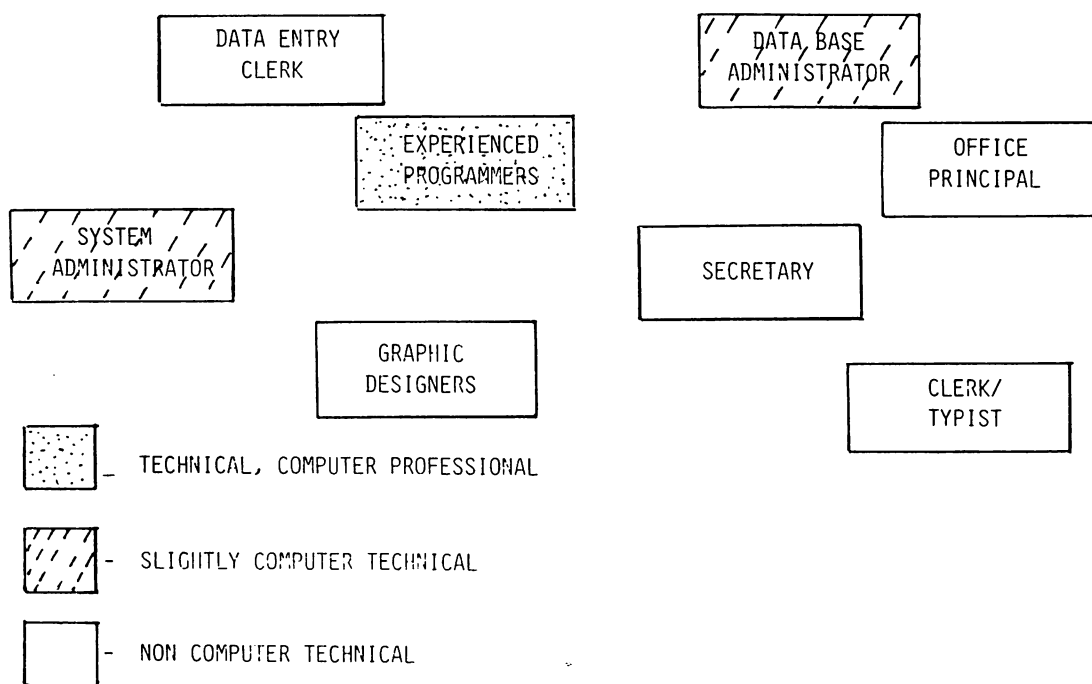 DATA ENTRY
CLERK
DATA BASE
ADMINISTRATOR
EXPERIENCED
PROGRAMMERS
OFFICE
PRINCIPAL
SYSTEM
ADMINISTRATOR
SECRETARY
GRAPHIC
DESIGNERS
CLERK/
TYPIST
- TECHNICAL, COMPUTER PROFESSIONAL
- SLIGHTLY COMPUTER TECHNICAL
- NON COMPUTER TECHNICAL